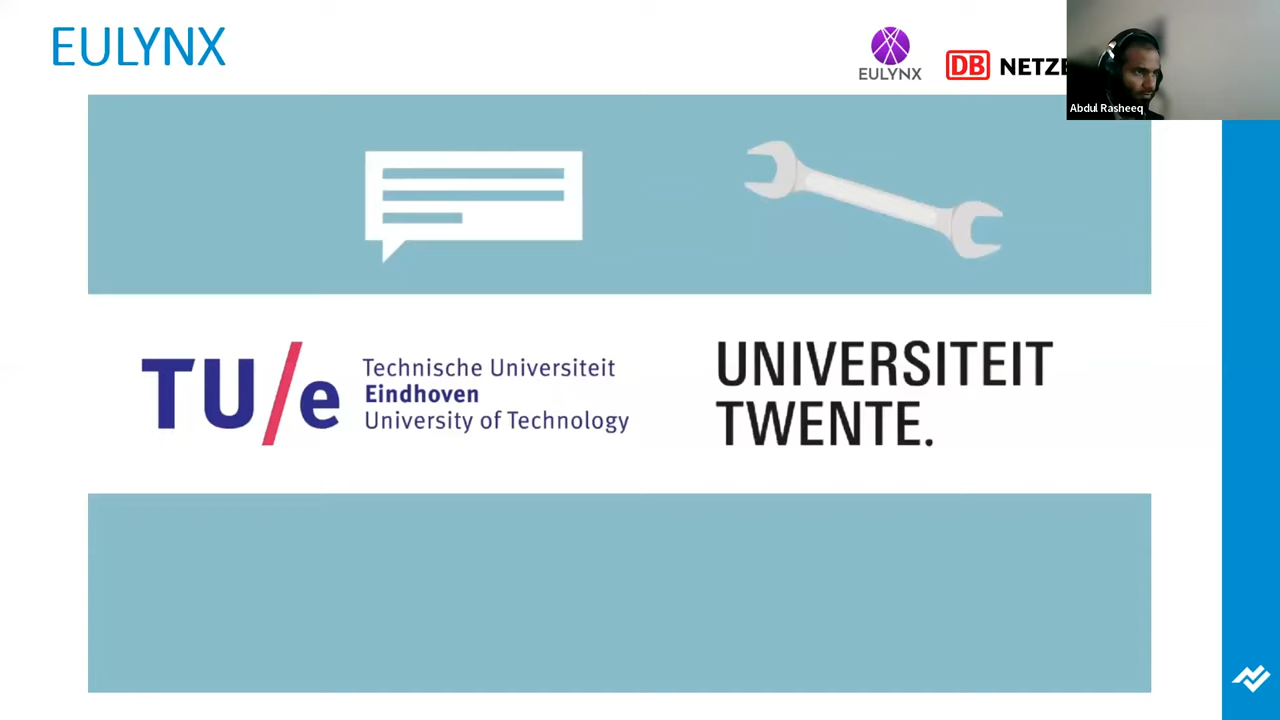 EULYNX
EULYNX
DB NETZE
Abdul Rasheeq
TU/e
Technische Universiteit
Eindhoven
University of Technology
UNIVERSITEIT
TWENTE.